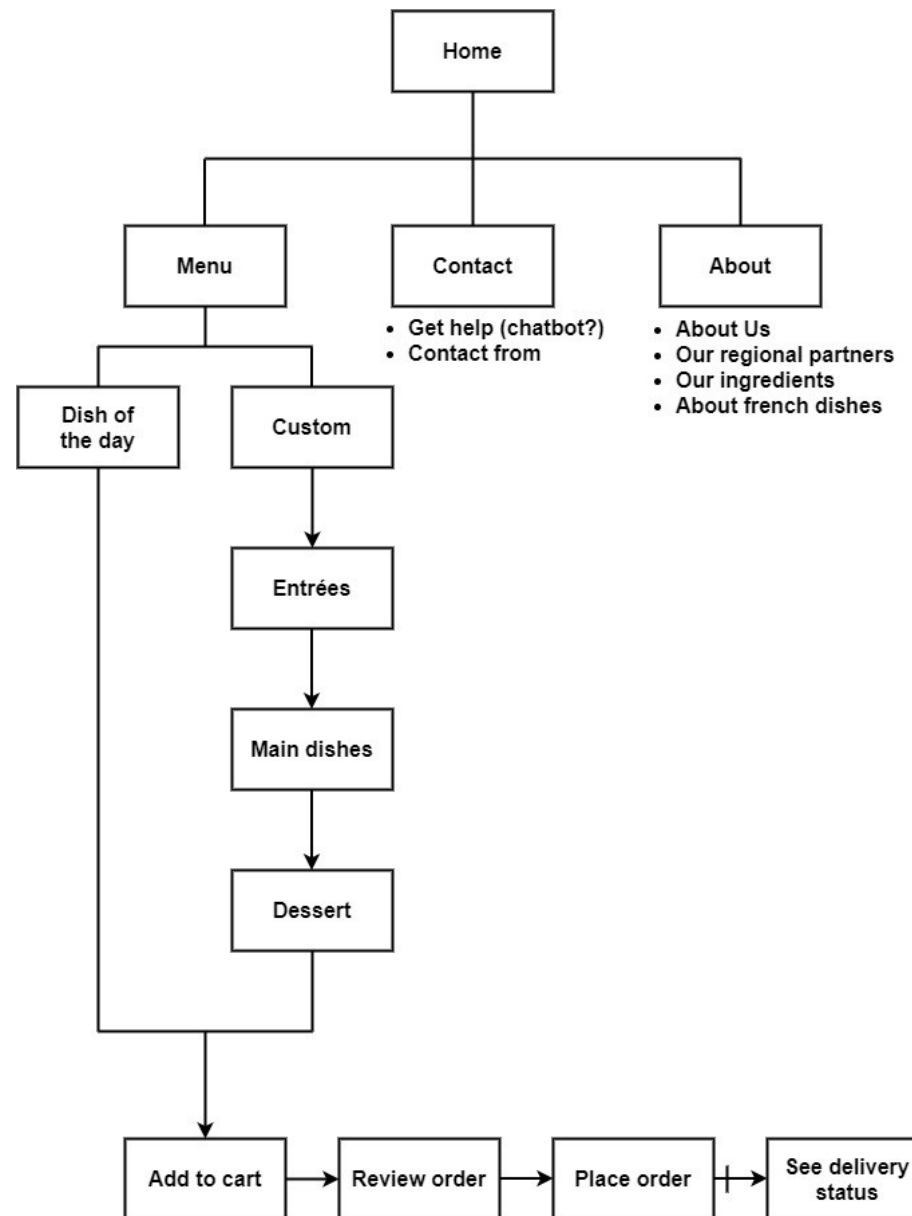 Home
Menu
Contact
About
• Get help (chatbot?)
• Contact from
• About Us
• Our regional partners
• Our ingredients
• About french dishes
Dish of
the day
Custom
Entrées
Main dishes
Dessert
Add to cart
Review order
Place order
See delivery
status